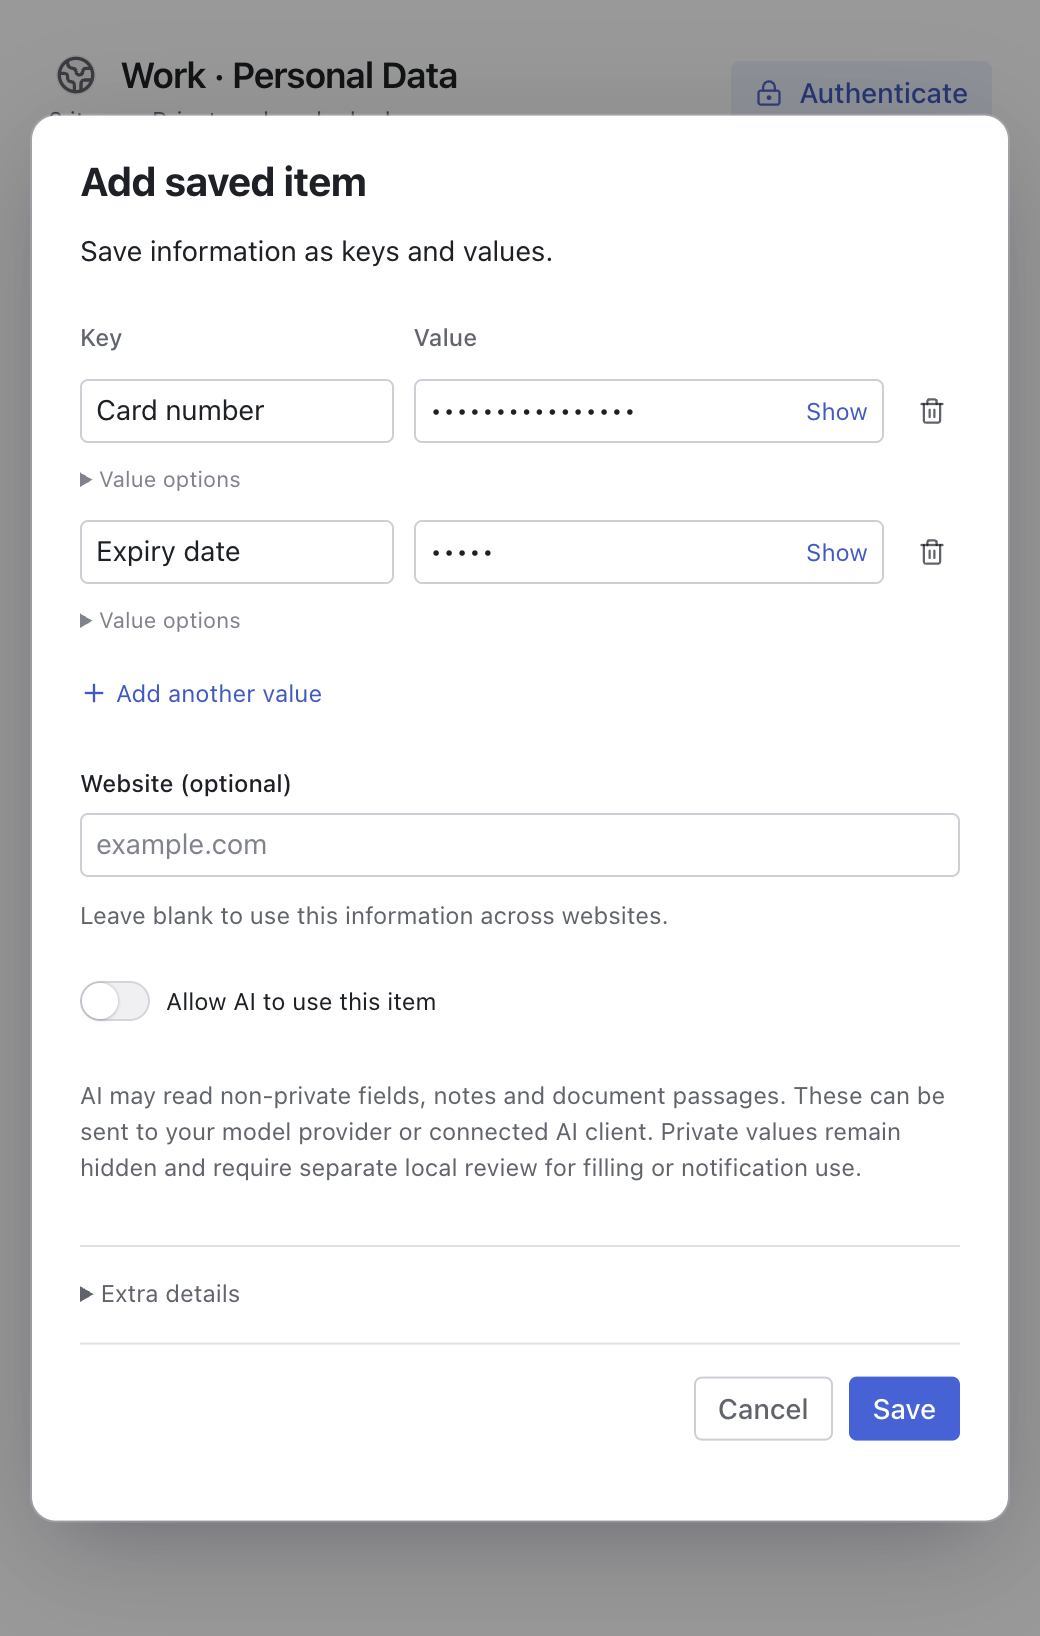 Work · Personal Data
Authenticate
Add saved item
Save information as keys and values.
Key
Value
Card number
•••••••••••••••• Show
Value options
Expiry date
••••• Show
Value options
+ Add another value
Website (optional)
example.com
Leave blank to use this information across websites.
Allow AI to use this item
AI may read non-private fields, notes and document passages. These can be
sent to your model provider or connected AI client. Private values remain
hidden and require separate local review for filling or notification use.
Extra details
Cancel
Save